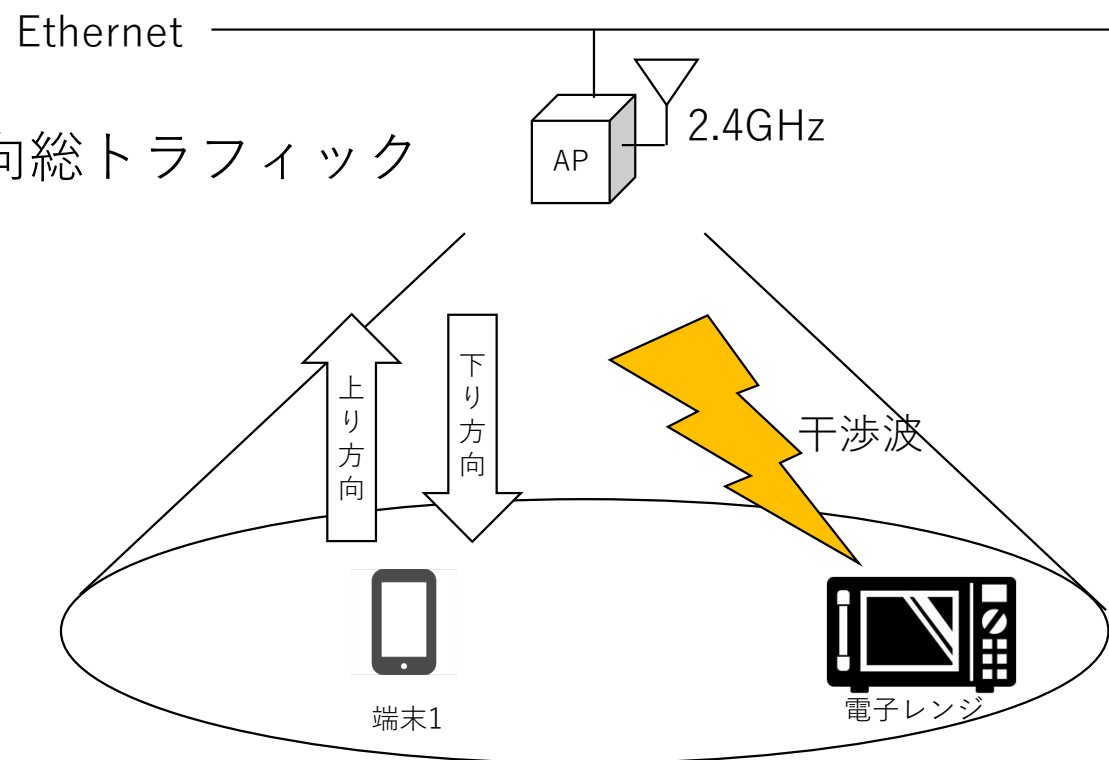 Ethernet
向総トラフィック
2.4GHz
AP
上り方向
下り方向
干渉波
端末1
電子レンジ